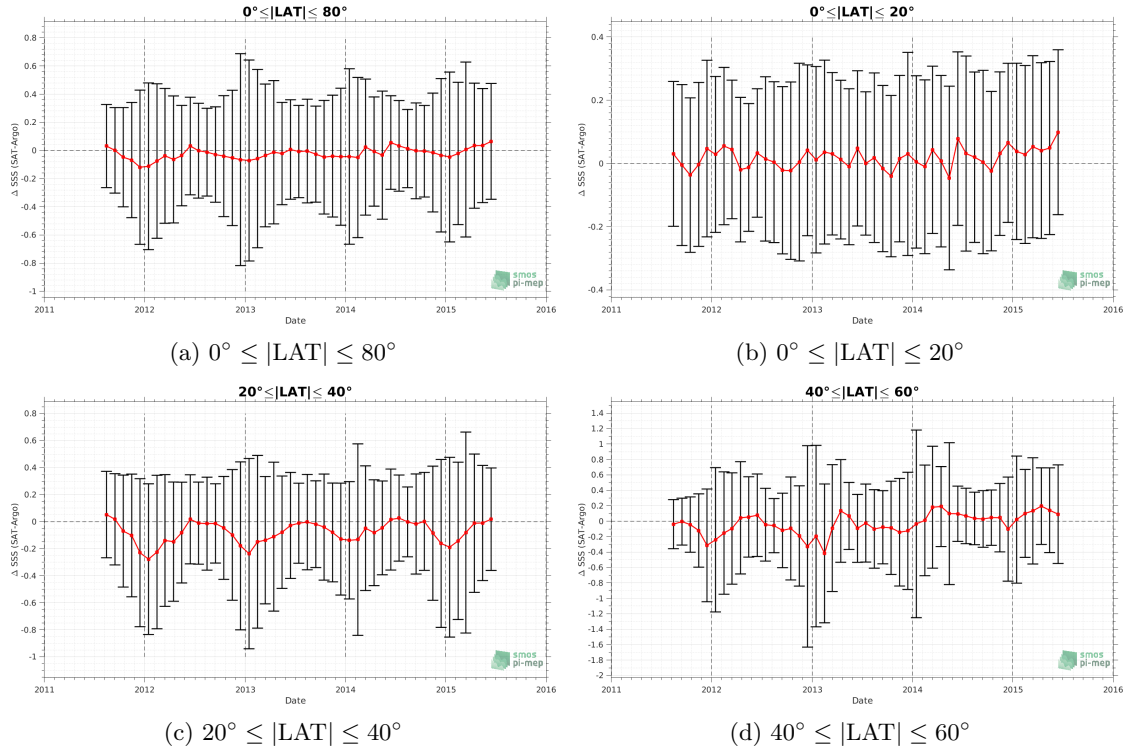 0°≤|LAT|≤ 80°
0.8
0.6
0.4
0.2
0
-0.2
-0.4
-0.6
-0.8
-1
Δ SSS (SAT-Argo)
2011 2012 2013 2014 2015 2016
Date
smos
pi-mep
(a) 0° ≤ |LAT| ≤ 80°
0°≤|LAT|≤ 20°
0.4
0.2
0
-0.2
-0.4
Δ SSS (SAT-Argo)
2011 2012 2013 2014 2015 2016
Date
smos
pi-mep
(b) 0° ≤ |LAT| ≤ 20°
20°≤|LAT|≤ 40°
0.8
0.6
0.4
0.2
0
-0.2
-0.4
-0.6
-0.8
-1
Δ SSS (SAT-Argo)
2011 2012 2013 2014 2015 2016
Date
smos
pi-mep
(c) 20° ≤ |LAT| ≤ 40°
40°≤|LAT|≤ 60°
1.4
1.2
1
0.8
0.6
0.4
0.2
0
-0.2
-0.4
-0.6
-0.8
-1
-1.2
-1.4
-1.6
-1.8
-2
Δ SSS (SAT-Argo)
2011 2012 2013 2014 2015 2016
Date
smos
pi-mep
(d) 40° ≤ |LAT| ≤ 60°